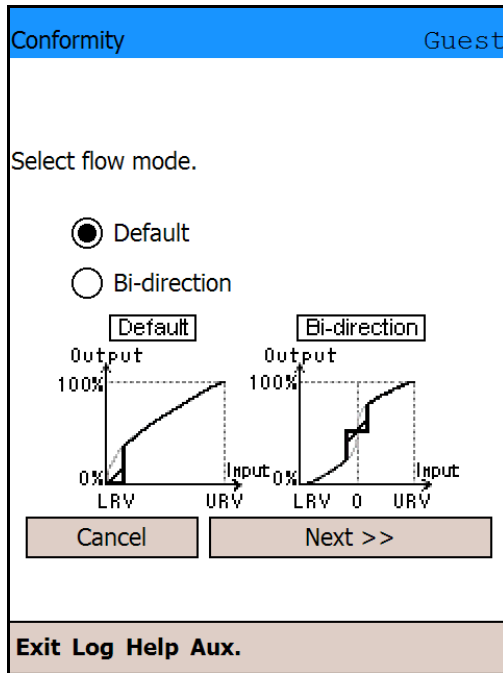 Conformity Guest
Select flow mode.
Default
Bi-direction
Default Bi-direction
Output Output
100% 100%
0% Input 0% Input
LRV URV LRV 0 URV
Cancel Next >>
Exit Log Help Aux.